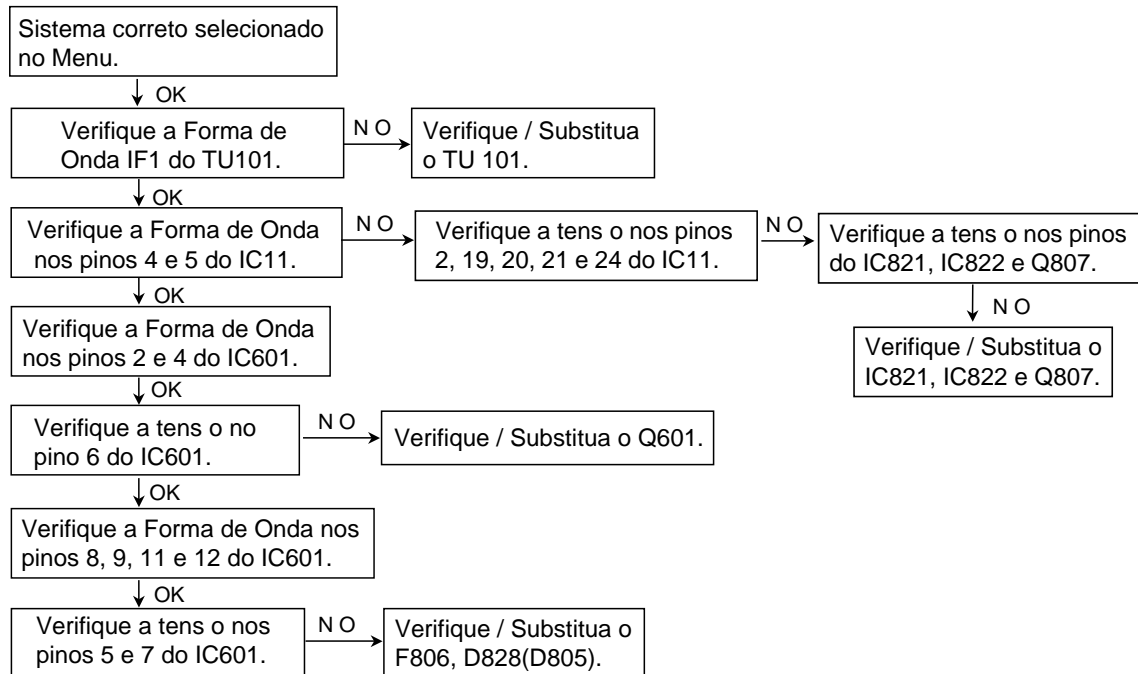 Sistema correto selecionado
no Menu.
OK
Verifique a Forma de
Onda IF1 do TU101.
N O
Verifique / Substitua
o TU 101.
OK
Verifique a Forma de Onda
nos pinos 4 e 5 do IC11.
N O
Verifique a tens o nos pinos
2, 19, 20, 21 e 24 do IC11.
N O
Verifique a tens o nos pinos
do IC821, IC822 e Q807.
N O
Verifique / Substitua o
IC821, IC822 e Q807.
OK
Verifique a Forma de Onda
nos pinos 2 e 4 do IC601.
OK
Verifique a tens o no
pino 6 do IC601.
N O
Verifique / Substitua o Q601.
OK
Verifique a Forma de Onda nos
pinos 8, 9, 11 e 12 do IC601.
OK
Verifique a tens o nos
pinos 5 e 7 do IC601.
N O
Verifique / Substitua o
F806, D828(D805).